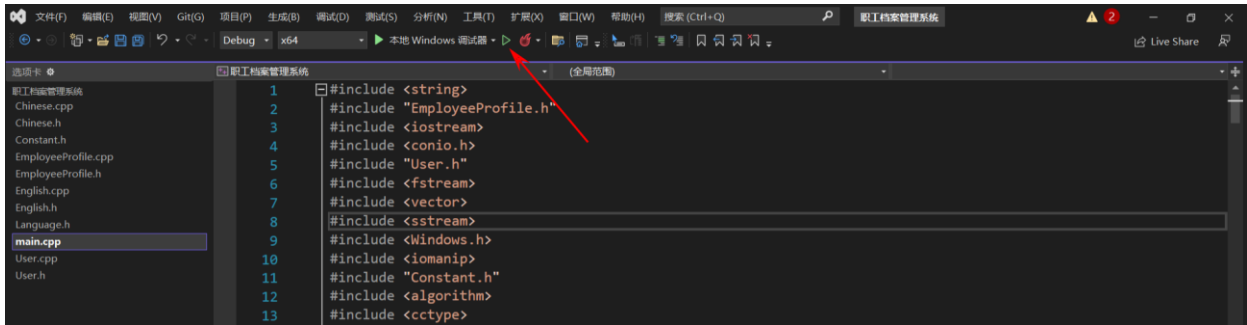 文件(F) 编辑(E) 视图(V) Git(G) 项目(P) 生成(B) 调试(D) 测试(S) 分析(N) 工具(T) 扩展(X) 窗口(W) 帮助(H) 搜索 (Ctrl+Q) 职工档案管理系统 2
Debug x64 本地 Windows 调试器 Live Share
选项卡 职工档案管理系统 (全局范围)
职工档案管理系统
Chinese.cpp
Chinese.h
Constant.h
EmployeeProfile.cpp
EmployeeProfile.h
English.cpp
English.h
Language.h
main.cpp
User.cpp
User.h
1 #include <string>
2 #include "EmployeeProfile.h"
3 #include <iostream>
4 #include <conio.h>
5 #include "User.h"
6 #include <fstream>
7 #include <vector>
8 #include <sstream>
9 #include <Windows.h>
10 #include <iomanip>
11 #include "Constant.h"
12 #include <algorithm>
13 #include <cctype>